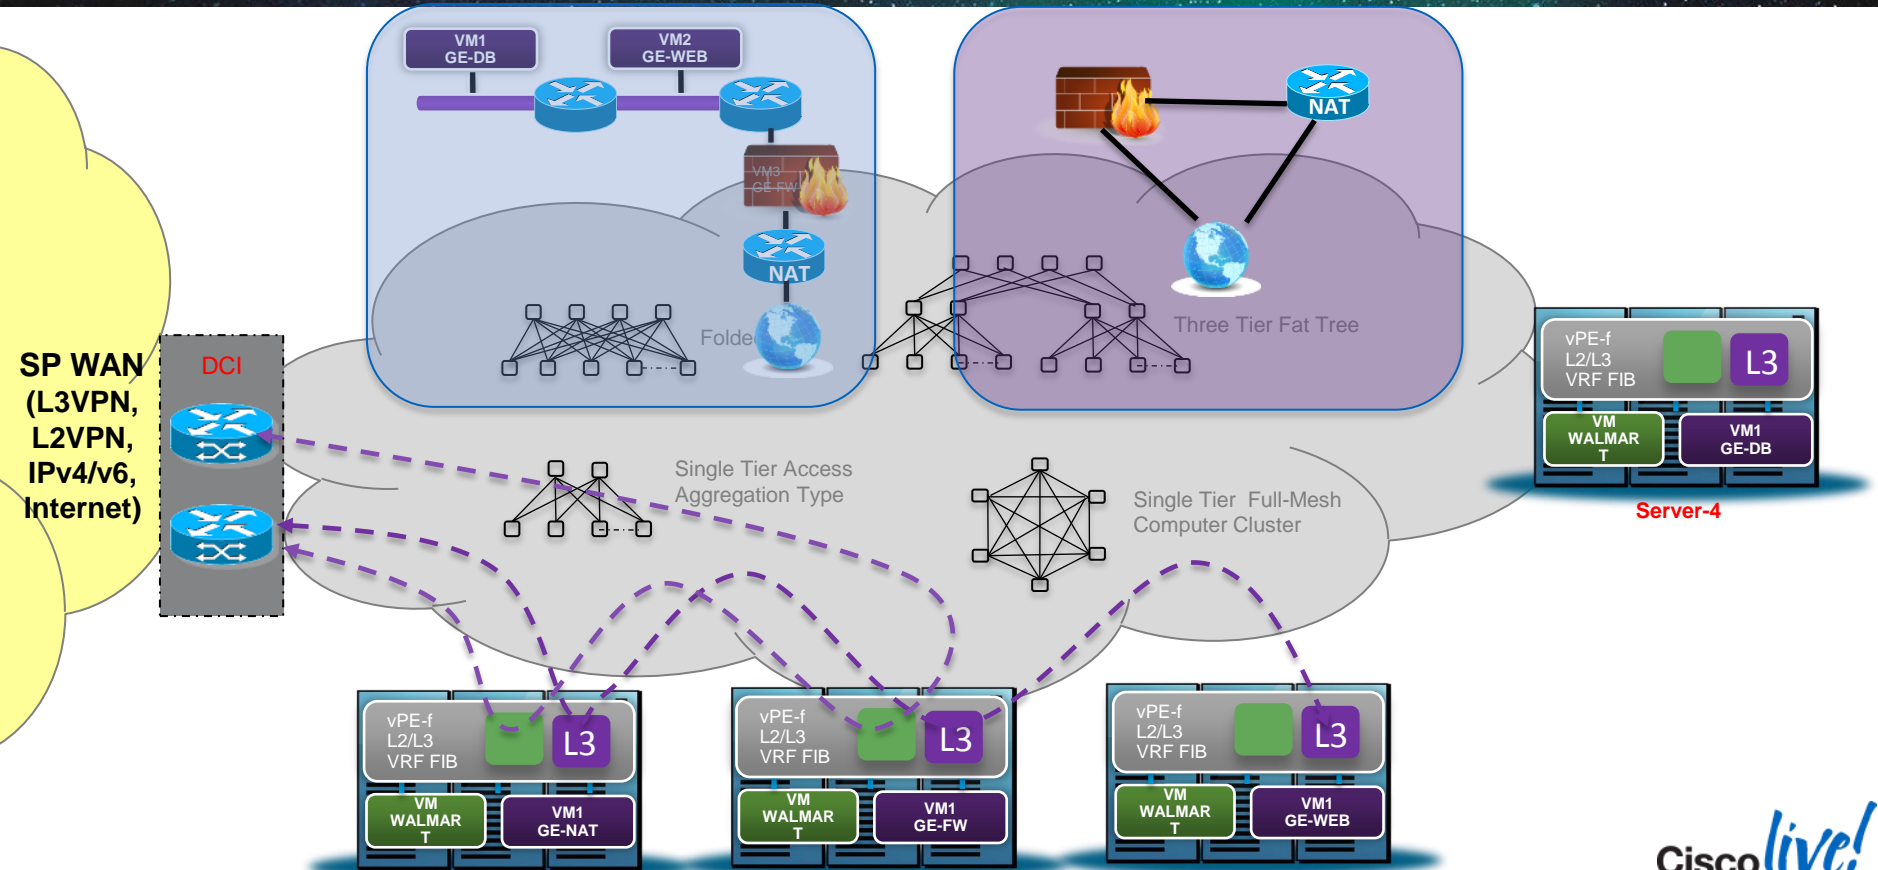 VM1
GE-DB
VM2
GE-WEB
VM3
GE-FW
NAT
NAT
Folde
Three Tier Fat Tree
SP WAN
(L3VPN,
L2VPN,
IPv4/v6,
Internet)
DCI
Single Tier Access
Aggregation Type
Single Tier Full-Mesh
Computer Cluster
vPE-f
L2/L3
VRF FIB
L3
VM
WALMAR
T
VM1
GE-DB
Server-4
vPE-f
L2/L3
VRF FIB
L3
VM
WALMAR
T
VM1
GE-NAT
vPE-f
L2/L3
VRF FIB
L3
VM
WALMAR
T
VM1
GE-FW
vPE-f
L2/L3
VRF FIB
L3
VM
WALMAR
T
VM1
GE-WEB
Cisco live!